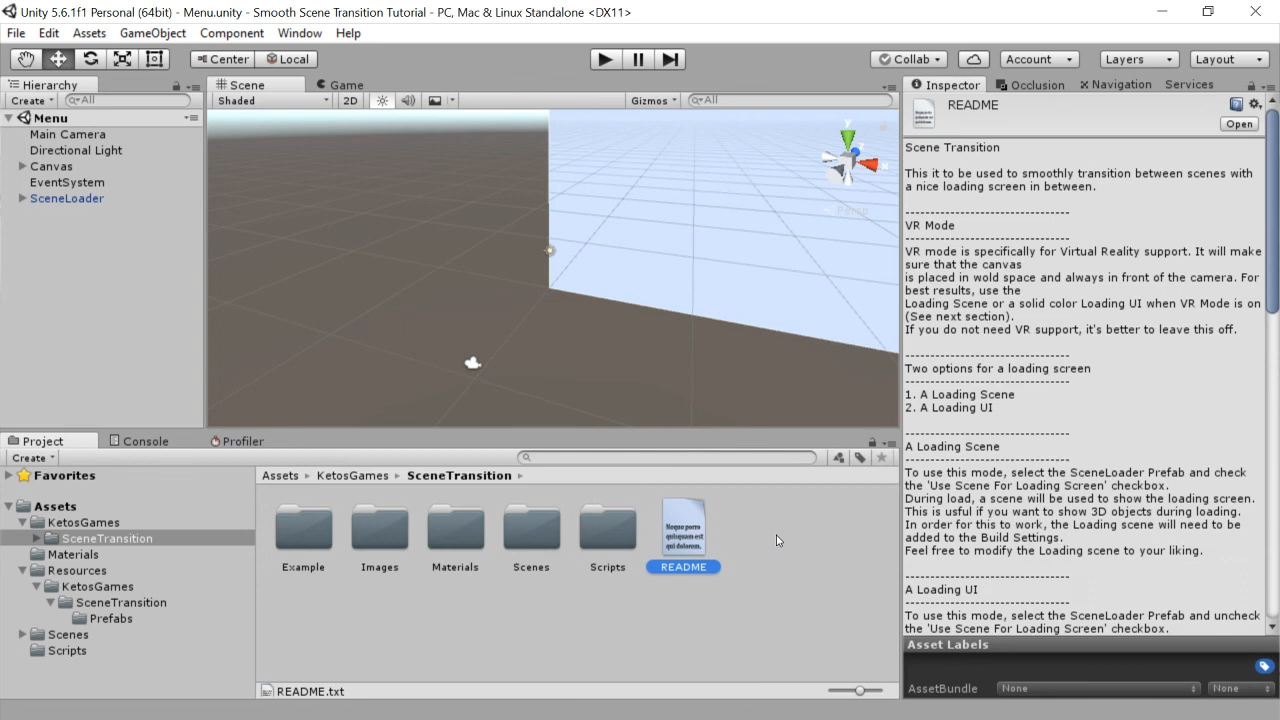 Unity 5.6.1f1 Personal (64bit) - Menu.unity - Smooth Scene Transition Tutorial - PC, Mac & Linux Standalone <DX11>
File Edit Assets GameObject Component Window Help
Center Local Collab Account Layers Layout
Hierarchy
Create All
Menu
Main Camera
Directional Light
Canvas
EventSystem
SceneLoader
Scene Game
Shaded 2D Gizmos All
y
x
Persp
Inspector Occlusion Navigation Services
README
Open
Scene Transition
This it to be used to smoothly transition between scenes with
a nice loading screen in between.
--------------------------------
VR Mode
--------------------------------
VR mode is specifically for Virtual Reality support. It will make
sure that the canvas
is placed in wold space and always in front of the camera. For
best results, use the
Loading Scene or a solid color Loading UI when VR Mode is on
(See next section).
If you do not need VR support, it's better to leave this off.
--------------------------------
Two options for a loading screen
--------------------------------
1. A Loading Scene
2. A Loading UI
--------------------------------
A Loading Scene
--------------------------------
To use this mode, select the SceneLoader Prefab and check
the 'Use Scene For Loading Screen' checkbox.
During load, a scene will be used to show the loading screen.
This is usful if you want to show 3D objects during loading.
In order for this to work, the Loading scene will need to be
added to the Build Settings.
Feel free to modify the Loading scene to your liking.
--------------------------------
A Loading UI
--------------------------------
To use this mode, select the SceneLoader Prefab and uncheck
the 'Use Scene For Loading Screen' checkbox.
Asset Labels
AssetBundle None None
Project Console Profiler
Create
Favorites
Assets
KetosGames
SceneTransition
Materials
Resources
KetosGames
SceneTransition
Prefabs
Scenes
Scripts
Assets KetosGames SceneTransition
Neque porro
quisquam est
qui dolorem.
Example Images Materials Scenes Scripts README
README.txt